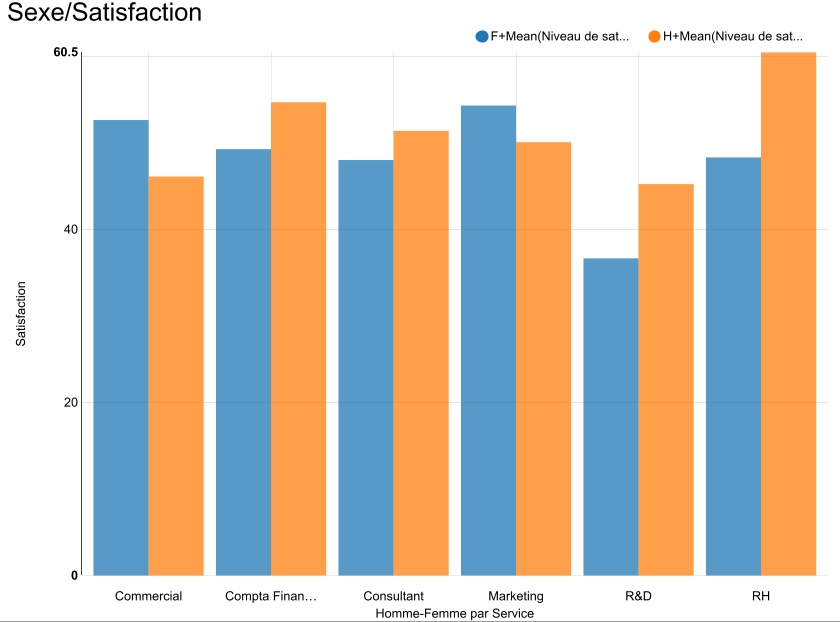 Sexe/Satisfaction
F+Mean(Niveau de sat... H+Mean(Niveau de sat...
60.5
40
20
0
Satisfaction
Commercial Compta Finan… Consultant Marketing R&D RH
Homme-Femme par Service